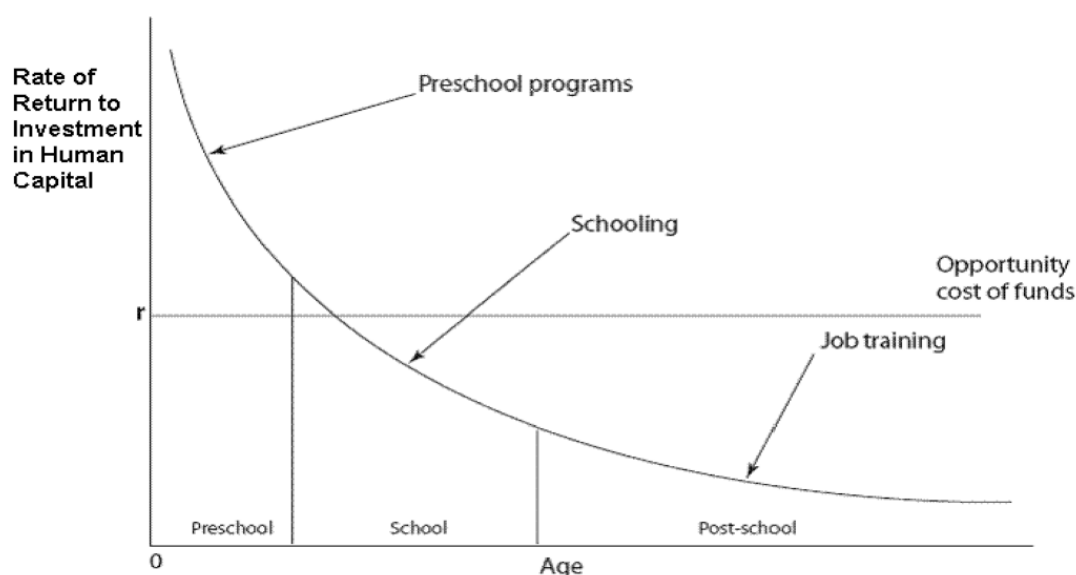 Rate of
Return to
Investment
in Human
Capital
Preschool programs
Schooling
Opportunity
cost of funds
r
Job training
Preschool
School
Post-school
0
Age